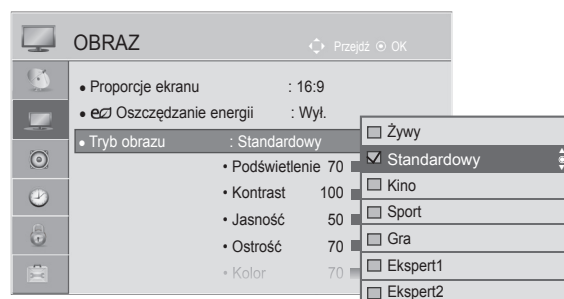 OBRAZ
Przejdź OK
• Proporcje ekranu : 16:9
• eco Oszczędzanie energii : Wył.
• Tryb obrazu : Standardowy
• Podświetlenie 70
• Kontrast 100
• Jasność 50
• Ostrość 70
• Kolor 70
Żywy
Standardowy
Kino
Sport
Gra
Ekspert1
Ekspert2